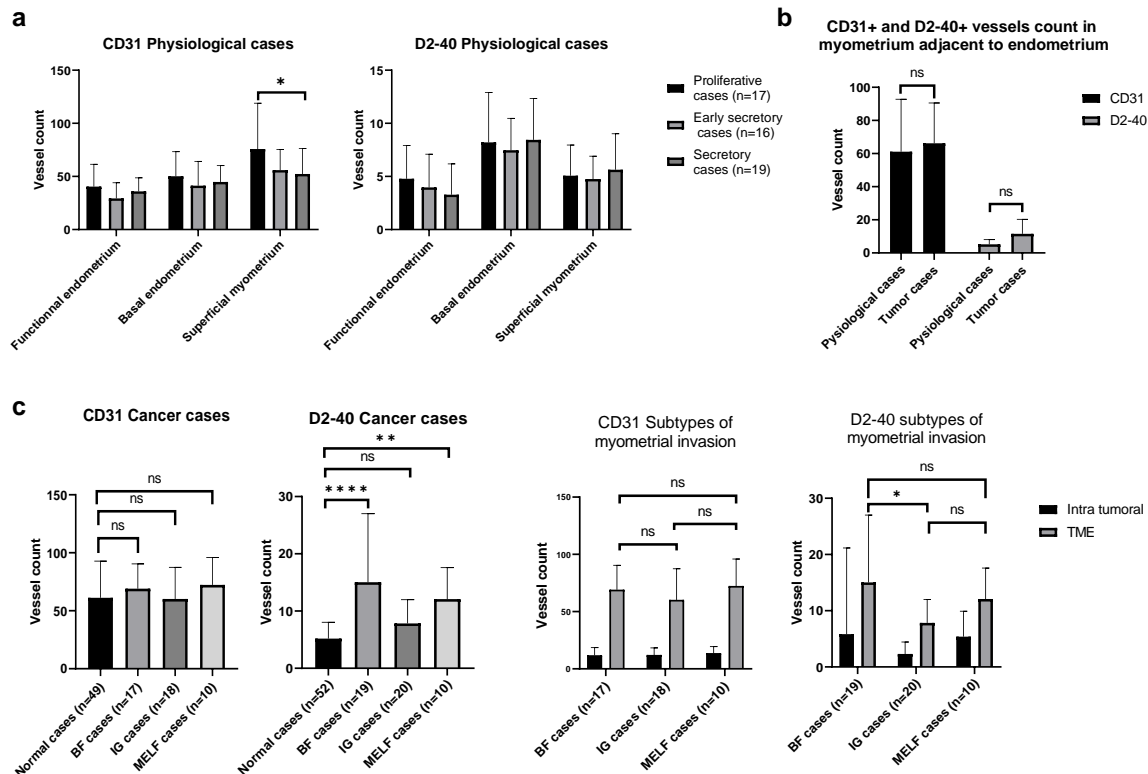 a
CD31 Physiological cases
150
100
50
0
Vessel count
*
Functionnal endometrium
Basal endometrium
Superficial myometrium
D2-40 Physiological cases
15
10
5
0
Vessel count
Functionnal endometrium
Basal endometrium
Superficial myometrium
Proliferative
cases (n=17)
Early secretory
cases (n=16)
Secretory
cases (n=19)
b
CD31+ and D2-40+ vessels count in
myometrium adjacent to endometrium
100
80
60
40
20
0
Vessel count
ns
ns
Pysiological cases
Tumor cases
Pysiological cases
Tumor cases
CD31
D2-40
c
CD31 Cancer cases
150
100
50
0
Vessel count
ns
ns
ns
Normal cases (n=49)
BF cases (n=17)
IG cases (n=18)
MELF cases (n=10)
D2-40 Cancer cases
30
20
10
0
Vessel count
**
ns
****
Normal cases (n=52)
BF cases (n=19)
IG cases (n=20)
MELF cases (n=10)
CD31 Subtypes of
myometrial invasion
150
100
50
0
Vessel count
ns
ns
ns
BF cases (n=17)
IG cases (n=18)
MELF cases (n=10)
D2-40 subtypes of
myometrial invasion
30
20
10
0
Vessel count
ns
*
ns
BF cases (n=19)
IG cases (n=20)
MELF cases (n=10)
Intra tumoral
TME